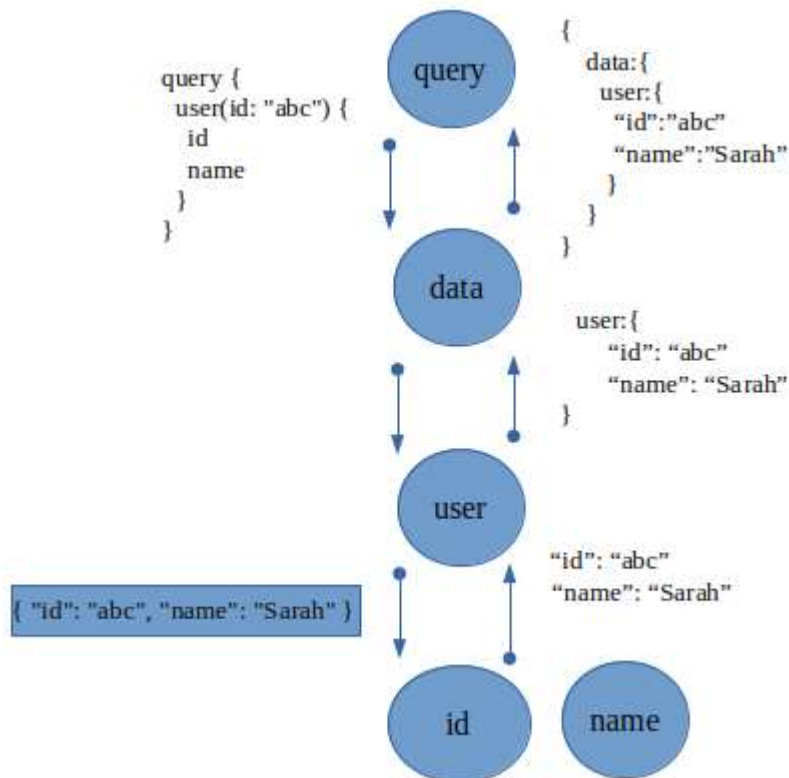 query
query {
user(id: "abc") {
id
name
}
}
{
data:{
user:{
“id”:”abc”
“name”:”Sarah”
}
}
}
data
user:{
“id”: “abc”
“name”: “Sarah”
}
user
{ "id": "abc", "name": "Sarah" }
“id”: “abc”
“name”: “Sarah”
id
name